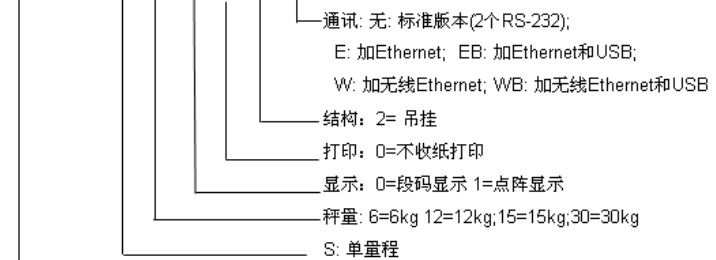 通讯: 无: 标准版本(2个RS-232);
E: 加Ethernet; EB: 加Ethernet和USB;
W: 加无线Ethernet; WB: 加无线Ethernet和USB
结构: 2= 吊挂
打印: 0=不收纸打印
显示: 0=段码显示 1=点阵显示
秤量: 6=6kg 12=12kg;15=15kg;30=30kg
S: 单量程